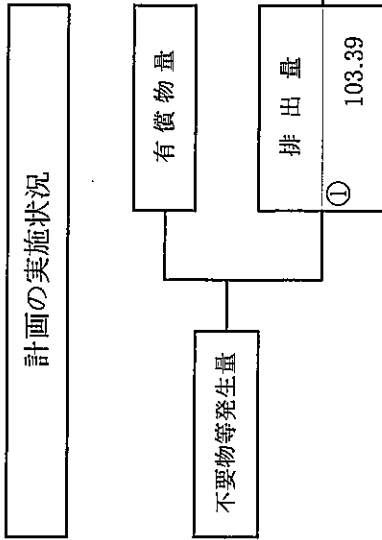 計画の実施状況
不要物等発生量
有償物量
排出量
①
103.39